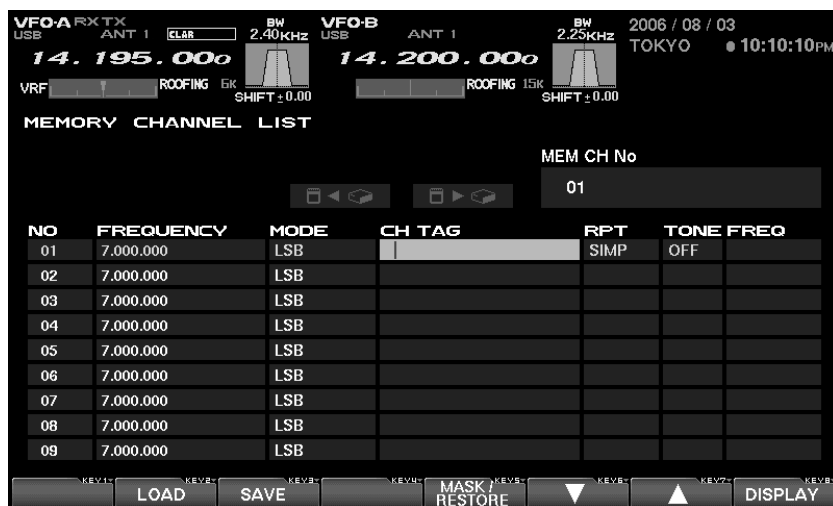 VFO-A RX TX
USB ANT 1 CLAR
BW
2.40KHZ
14.195.000
VRF ROOFING 6K
SHIFT ± 0.00
VFO-B
USB ANT 1
BW
2.25KHZ
14.200.000
ROOFING 15K
SHIFT ± 0.00
2006 / 08 / 03
TOKYO 10:10:10PM
MEMORY CHANNEL LIST
MEM CH No
01
NO FREQUENCY MODE CH TAG RPT TONE FREQ
01 7.000.000 LSB SIMP OFF
02 7.000.000 LSB
03 7.000.000 LSB
04 7.000.000 LSB
05 7.000.000 LSB
06 7.000.000 LSB
07 7.000.000 LSB
08 7.000.000 LSB
09 7.000.000 LSB
KEY1 KEY2 KEY3 KEY4 KEY5 KEY6 KEY7 KEY8
LOAD SAVE MASK / RESTORE ▼ ▲ DISPLAY